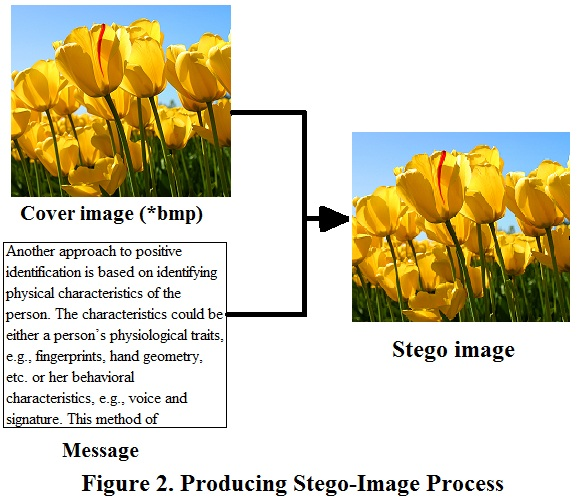 Cover image (*bmp)
Another approach to positive
identification is based on identifying
physical characteristics of the
person. The characteristics could be
either a person's physiological traits,
e.g., fingerprints, hand geometry,
etc. or her behavioral
characteristics, e.g., voice and
signature. This method of
Message
Stego image
Figure 2. Producing Stego-Image Process